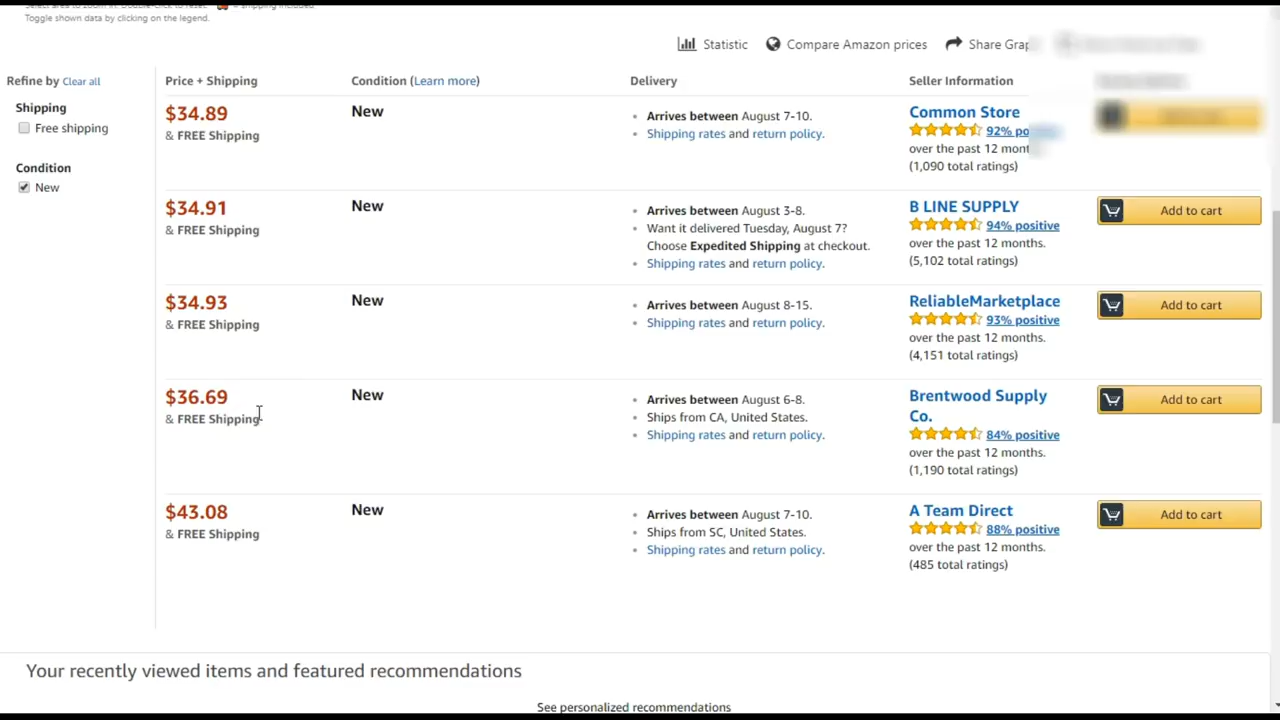 Toggle shown data by clicking on the legend.
Statistic
Compare Amazon prices
Share Grap
Refine by Clear all
Shipping
Free shipping
Condition
New
Price + Shipping
Condition (Learn more)
Delivery
Seller Information
$34.89
& FREE Shipping
New
Arrives between August 7-10.
Shipping rates and return policy.
Common Store
92%
over the past 12 mont
(1,090 total ratings)
$34.91
& FREE Shipping
New
Arrives between August 3-8.
Want it delivered Tuesday, August 7?
Choose Expedited Shipping at checkout.
Shipping rates and return policy.
B LINE SUPPLY
94% positive
over the past 12 months.
(5,102 total ratings)
Add to cart
$34.93
& FREE Shipping
New
Arrives between August 8-15.
Shipping rates and return policy.
ReliableMarketplace
93% positive
over the past 12 months.
(4,151 total ratings)
Add to cart
$36.69
& FREE Shipping
New
Arrives between August 6-8.
Ships from CA, United States.
Shipping rates and return policy.
Brentwood Supply
Co.
84% positive
over the past 12 months.
(1,190 total ratings)
Add to cart
$43.08
& FREE Shipping
New
Arrives between August 7-10.
Ships from SC, United States.
Shipping rates and return policy.
A Team Direct
88% positive
over the past 12 months.
(485 total ratings)
Add to cart
Your recently viewed items and featured recommendations
See personalized recommendations